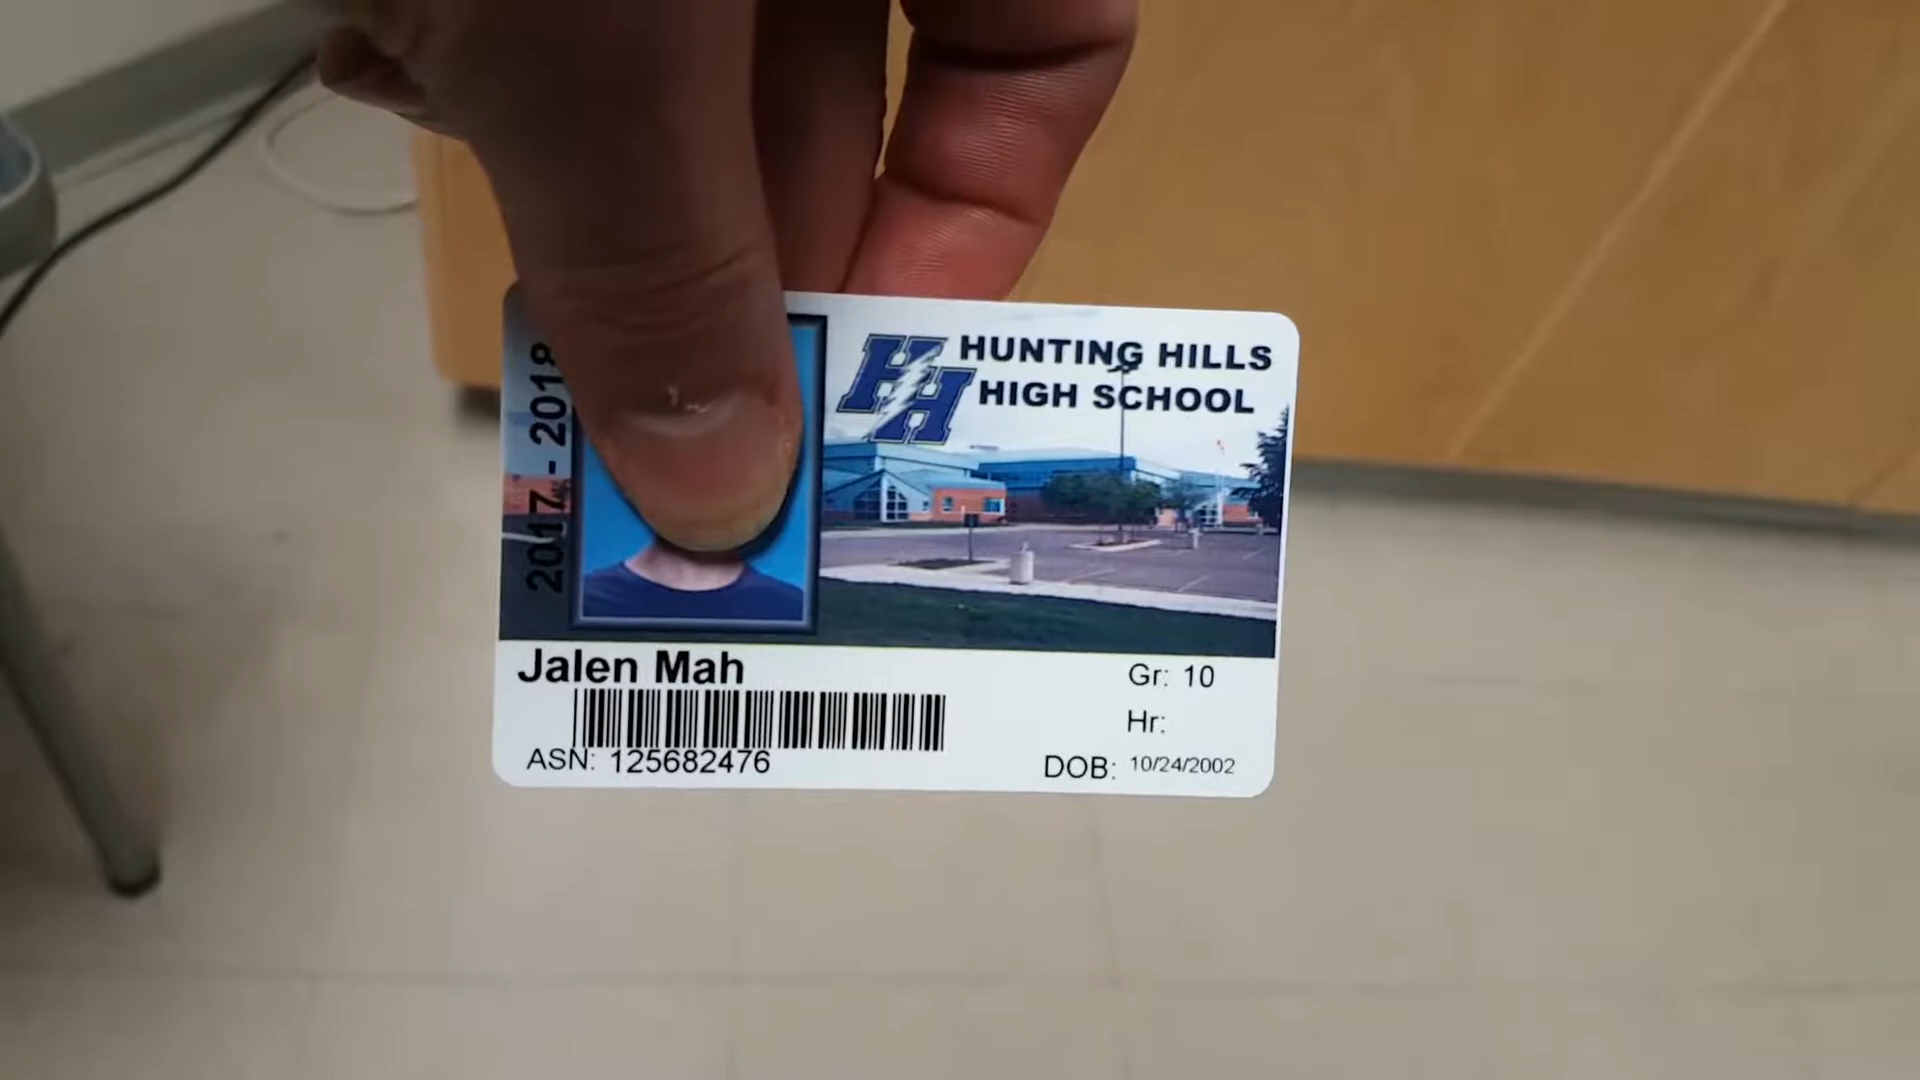 2017 - 2018
HH
HUNTING HILLS
HIGH SCHOOL
Jalen Mah
Gr: 10
Hr:
ASN: 125682476
DOB: 10/24/2002